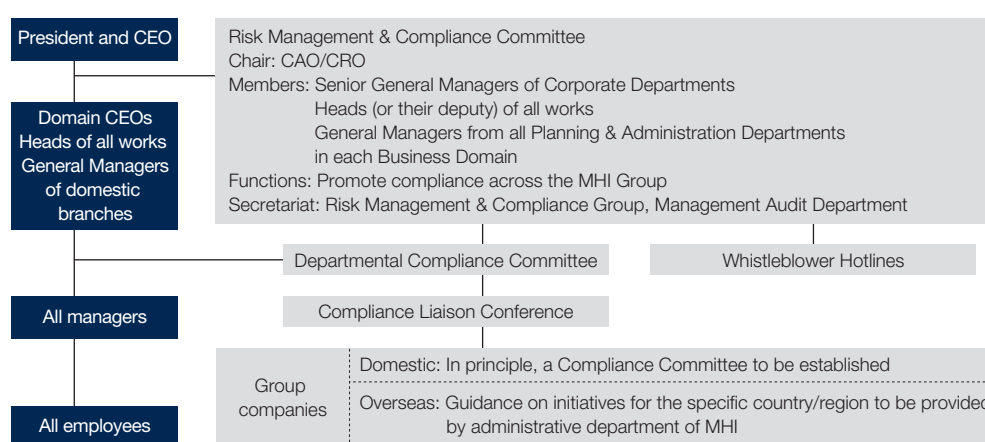 President and CEO
Risk Management & Compliance Committee
Chair: CAO/CRO
Members: Senior General Managers of Corporate Departments
Heads (or their deputy) of all works
General Managers from all Planning & Administration Departments
in each Business Domain
Functions: Promote compliance across the MHI Group
Secretariat: Risk Management & Compliance Group, Management Audit Department
Domain CEOs
Heads of all works
General Managers
of domestic
branches
Departmental Compliance Committee
Whistleblower Hotlines
All managers
Compliance Liaison Conference
Group
companies
Domestic: In principle, a Compliance Committee to be established
Overseas: Guidance on initiatives for the specific country/region to be provided
by administrative department of MHI
All employees